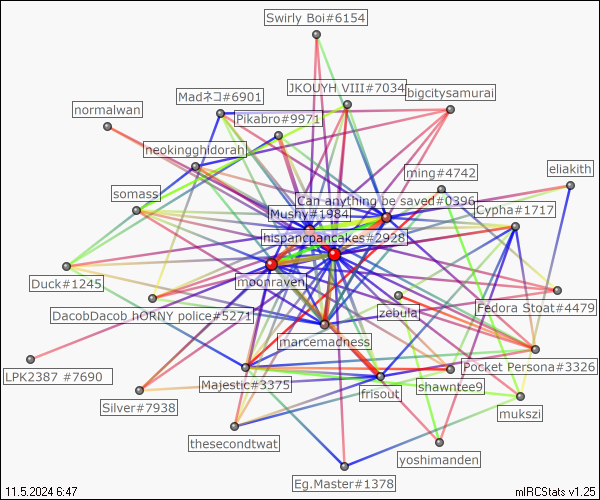 Swirly Boi#6154
JKOUYH VIII#7034
bigcitysamurai
Madネコ#6901
normalwan
Pikabro#9971
neokingghidorah
ming#4742
eliakith
somass
Can anything be saved#0396
Mushy#1984
Cypha#1717
hispancpancakes#2928
Duck#1245
moonraven
Fedora Stoat#4479
DacobDacob hORNY police#5271
zebula
marcemadness
Pocket Persona#3326
LPK2387 #7690
Majestic#3375
shawntee9
frisout
Silver#7938
mukszi
thesecondtwat
yoshimanden
Eg.Master#1378
11.5.2024 6:47
mIRCStats v1.25